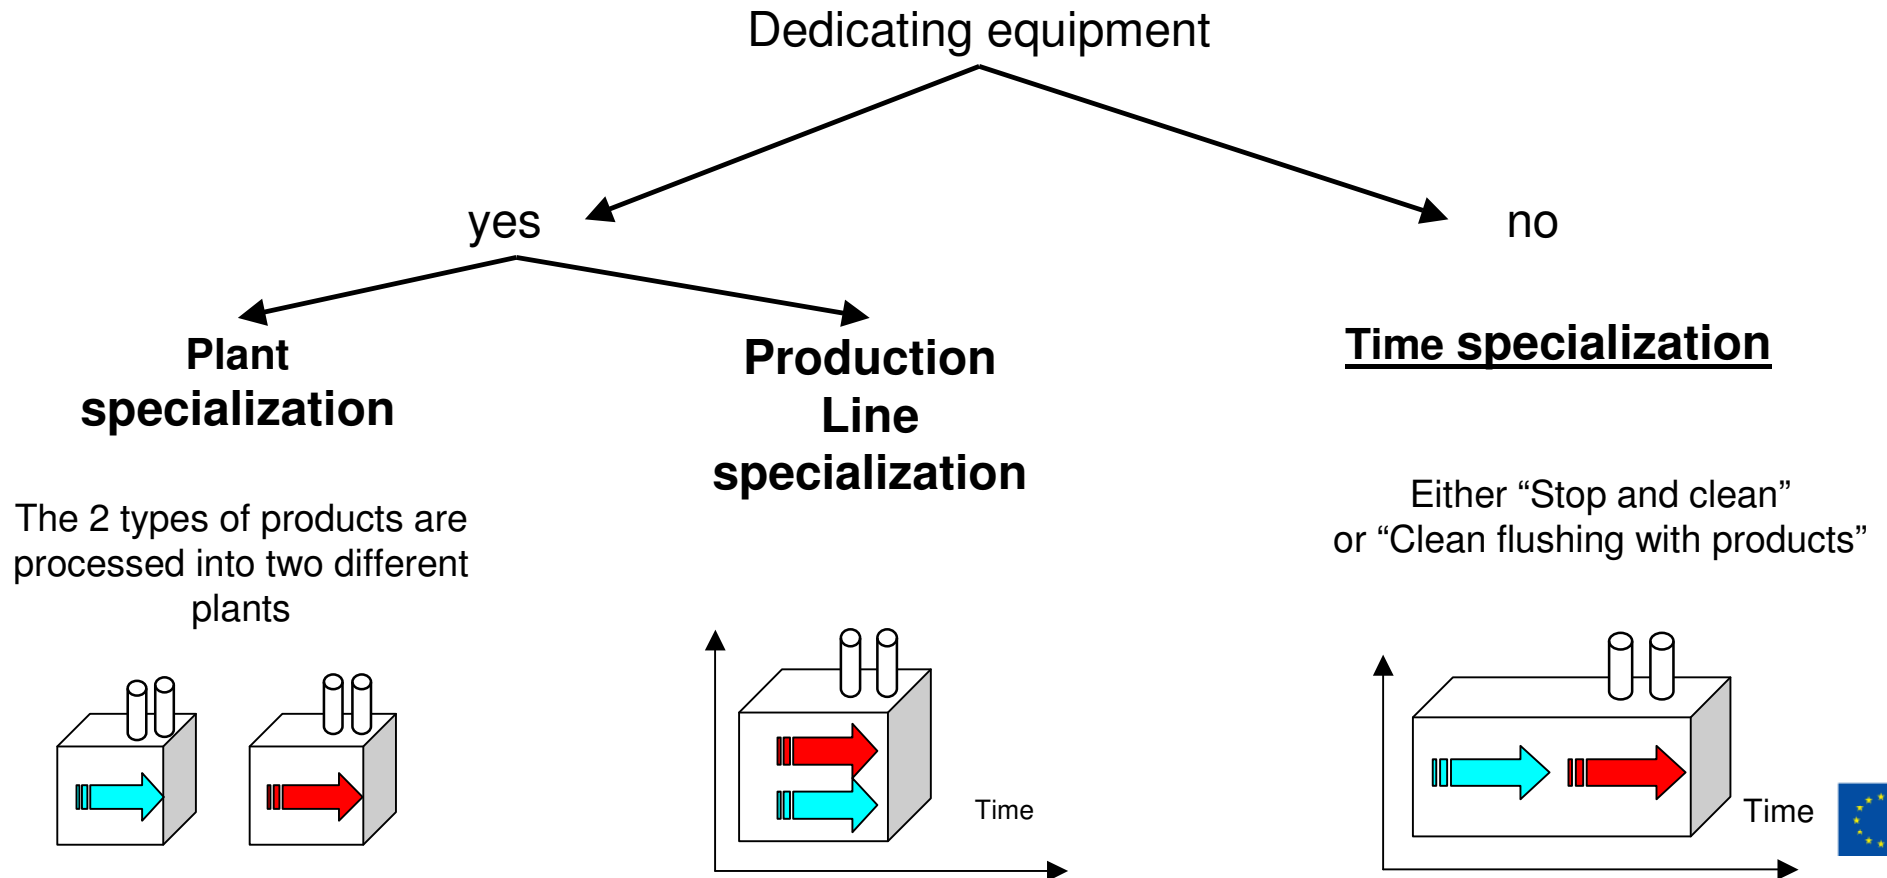 Dedicating equipment
yes
no
Plant
specialization
The 2 types of products are
processed into two different
plants
Production
Line
specialization
Time
Time specialization
Either “Stop and clean”
or “Clean flushing with products”
Time